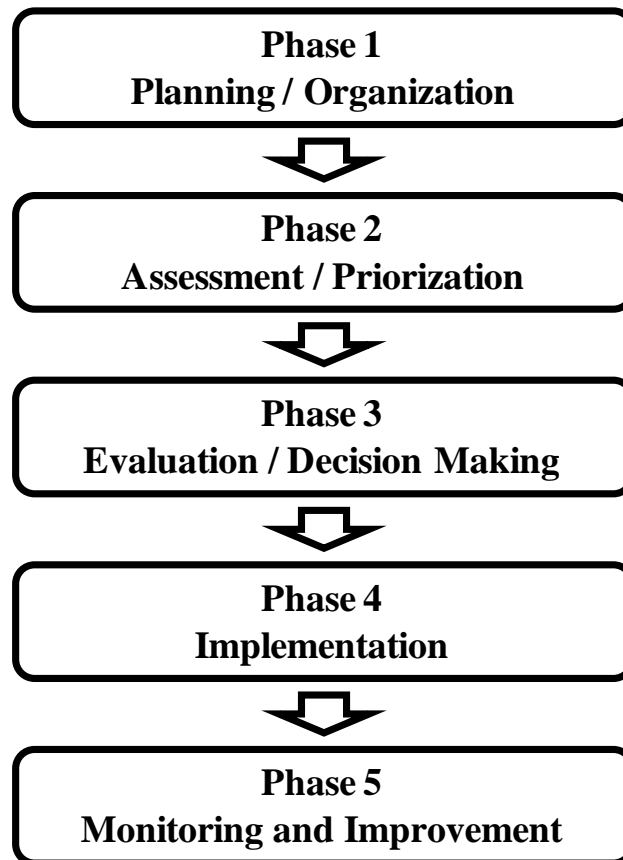 Phase 1
Planning / Organization
Phase 2
Assessment / Priorization
Phase 3
Evaluation / Decision Making
Phase 4
Implementation
Phase 5
Monitoring and Improvement